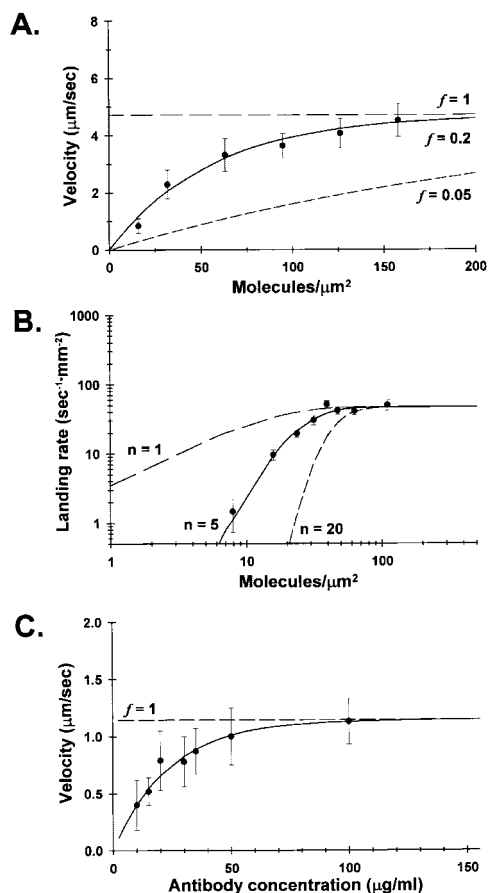 A.
Velocity (μm/sec)
8
6
4
2
0
f = 1
f = 0.2
f = 0.05
0 50 100 150 200
Molecules/μm²
B.
Landing rate (sec⁻¹·mm⁻²)
1000
100
10
1
n = 1
n = 5
n = 20
1 10 100
Molecules/μm²
C.
Velocity (μm/sec)
2.0
1.5
1.0
0.5
0.0
f = 1
0 50 100 150
Antibody concentration (μg/ml)